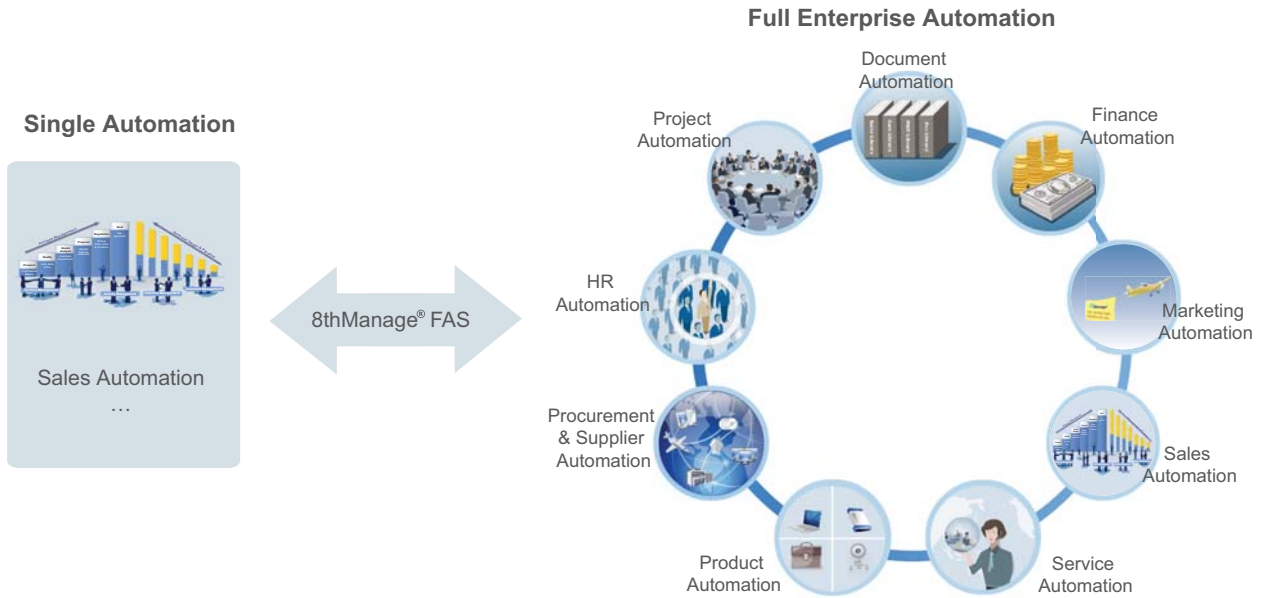 Full Enterprise Automation
Single Automation
Sales Automation
…
8thManage® FAS
Document
Automation
Finance
Automation
Marketing
Automation
Sales
Automation
Service
Automation
Product
Automation
Procurement
& Supplier
Automation
HR
Automation
Project
Automation